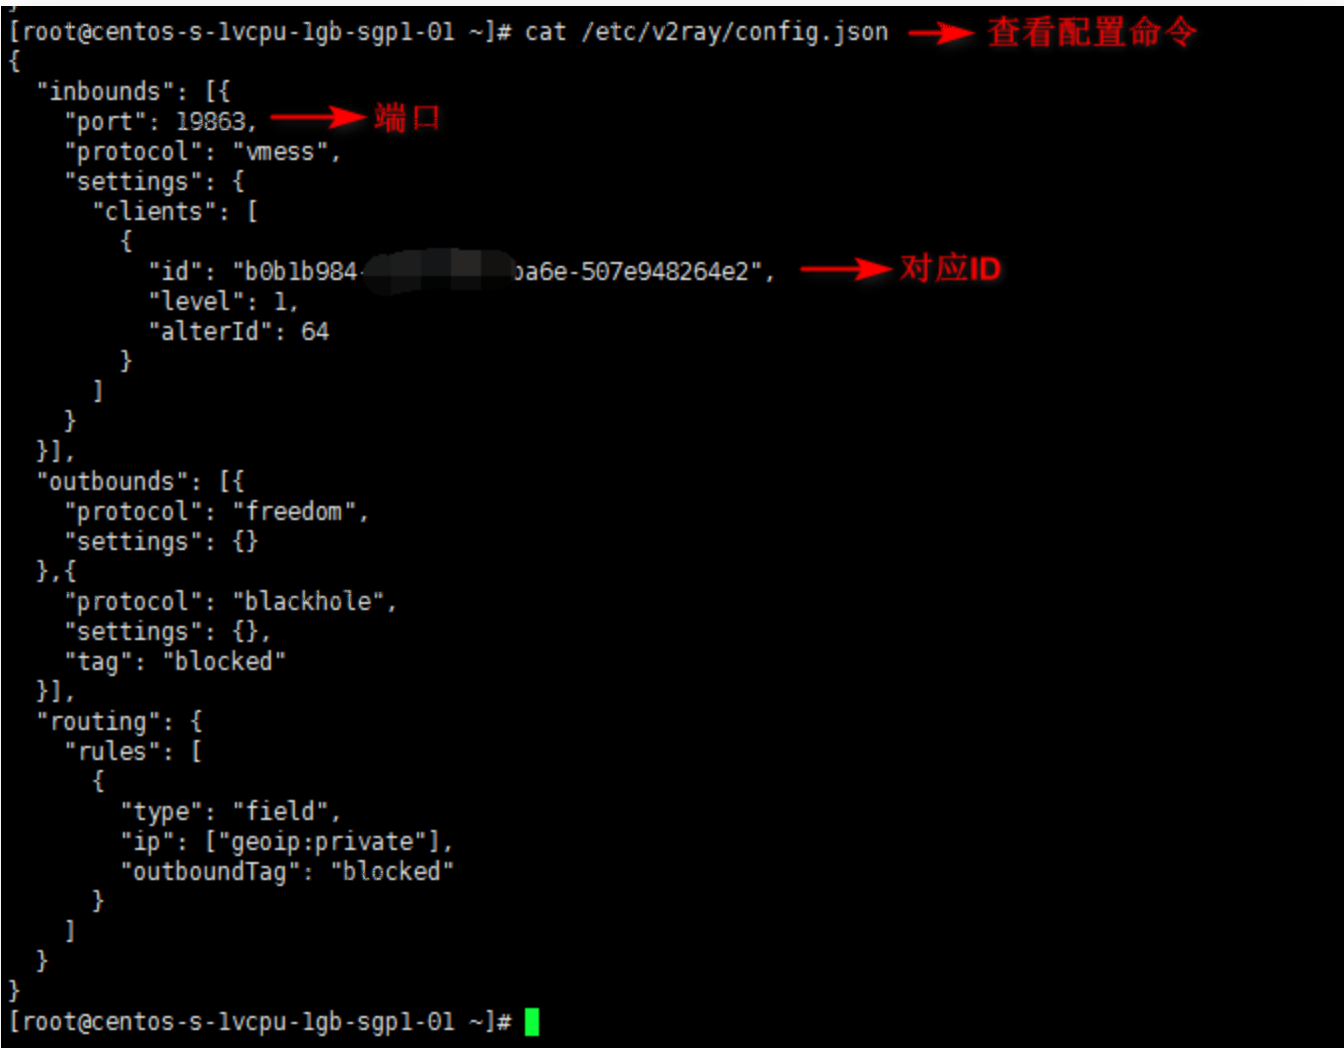 }
[root@centos-s-1vcpu-1gb-sgp1-01 ~]# cat /etc/v2ray/config.json 查看配置命令
{
  "inbounds": [{
    "port": 19863, 端口
    "protocol": "vmess",
    "settings": {
      "clients": [
        {
          "id": "b0b1b984- ba6e-507e948264e2", 对应ID
          "level": 1,
          "alterId": 64
        }
      ]
    }
  }],
  "outbounds": [{
    "protocol": "freedom",
    "settings": {}
  },{
    "protocol": "blackhole",
    "settings": {},
    "tag": "blocked"
  }],
  "routing": {
    "rules": [
      {
        "type": "field",
        "ip": ["geoip:private"],
        "outboundTag": "blocked"
      }
    ]
  }
}
[root@centos-s-1vcpu-1gb-sgp1-01 ~]#